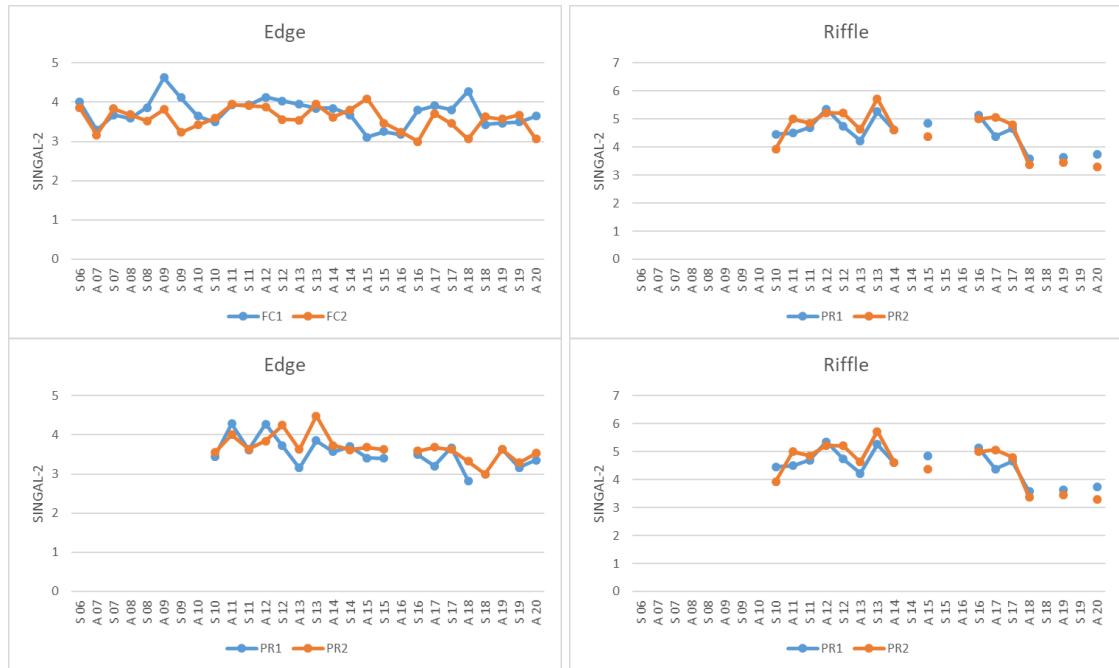 Edge
5
4
3
2
1
0
SINGAL-2
S 06
A 07
S 07
A 08
S 08
A 09
S 09
A 10
S 10
A 11
S 11
A 12
S 12
A 13
S 13
A 14
S 14
A 15
S 15
A 16
S 16
A 17
S 17
A 18
S 18
A 19
S 19
A 20
FC1 FC2
Riffle
7
6
5
4
3
2
1
0
SINGAL-2
S 06
A 07
S 07
A 08
S 08
A 09
S 09
A 10
S 10
A 11
S 11
A 12
S 12
A 13
S 13
A 14
S 14
A 15
S 15
A 16
S 16
A 17
S 17
A 18
S 18
A 19
S 19
A 20
PR1 PR2
Edge
5
4
3
2
1
0
SINGAL-2
S 06
A 07
S 07
A 08
S 08
A 09
S 09
A 10
S 10
A 11
S 11
A 12
S 12
A 13
S 13
A 14
S 14
A 15
S 15
A 16
S 16
A 17
S 17
A 18
S 18
A 19
S 19
A 20
PR1 PR2
Riffle
7
6
5
4
3
2
1
0
SINGAL-2
S 06
A 07
S 07
A 08
S 08
A 09
S 09
A 10
S 10
A 11
S 11
A 12
S 12
A 13
S 13
A 14
S 14
A 15
S 15
A 16
S 16
A 17
S 17
A 18
S 18
A 19
S 19
A 20
PR1 PR2